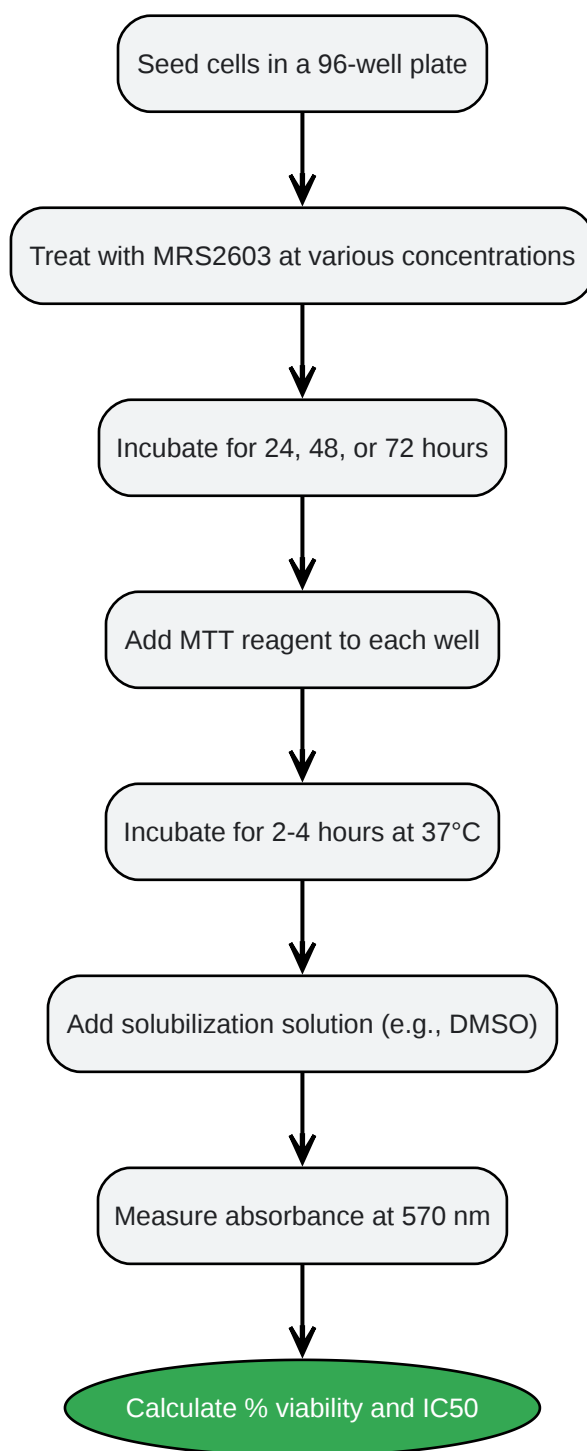 Seed cells in a 96-well plate
Treat with MRS2603 at various concentrations
Incubate for 24, 48, or 72 hours
Add MTT reagent to each well
Incubate for 2-4 hours at 37°C
Add solubilization solution (e.g., DMSO)
Measure absorbance at 570 nm
Calculate % viability and IC50